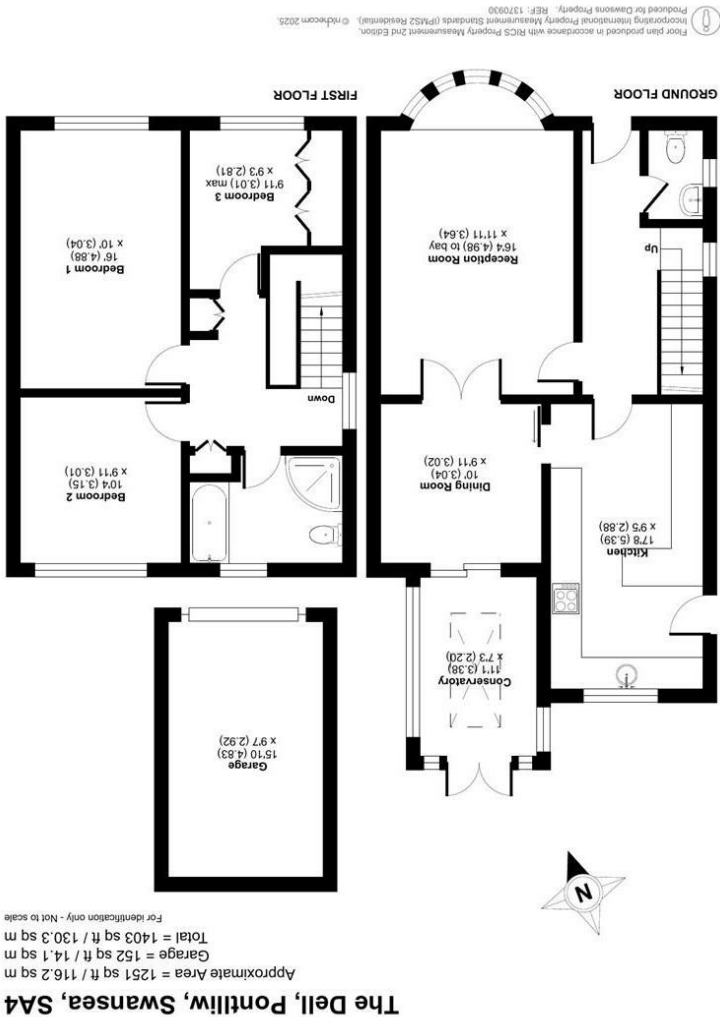 The Dell, Pontlliw, Swansea, SA4
Approximate Area = 1251 sq ft / 116.2 sq m
Garage = 152 sq ft / 14.1 sq m
Total = 1403 sq ft / 130.3 sq m
For identification only - Not to scale
N
Garage
15'10 (4.83)
x 9'7 (2.92)
Conservatory
11'1 (3.38)
x 7'3 (2.20)
Kitchen
17'8 (5.39)
x 9'5 (2.88)
Dining Room
10' (3.04)
x 9'11 (3.02)
Bedroom 2
10'4 (3.15)
x 9'11 (3.01)
Down
Up
Reception Room
16'4 (4.98) to bay
x 11'11 (3.64)
Bedroom 1
16' (4.88)
x 10' (3.04)
Bedroom 3
9'11 (3.01) max
x 9'3 (2.81)
GROUND FLOOR
FIRST FLOOR
Floor plan produced in accordance with RICS Property Measurement 2nd Edition.
Incorporating International Property Measurement Standards (IPMS2 Residential). © nichecom 2025.
Produced for Dawsons Property. REF: 1370930